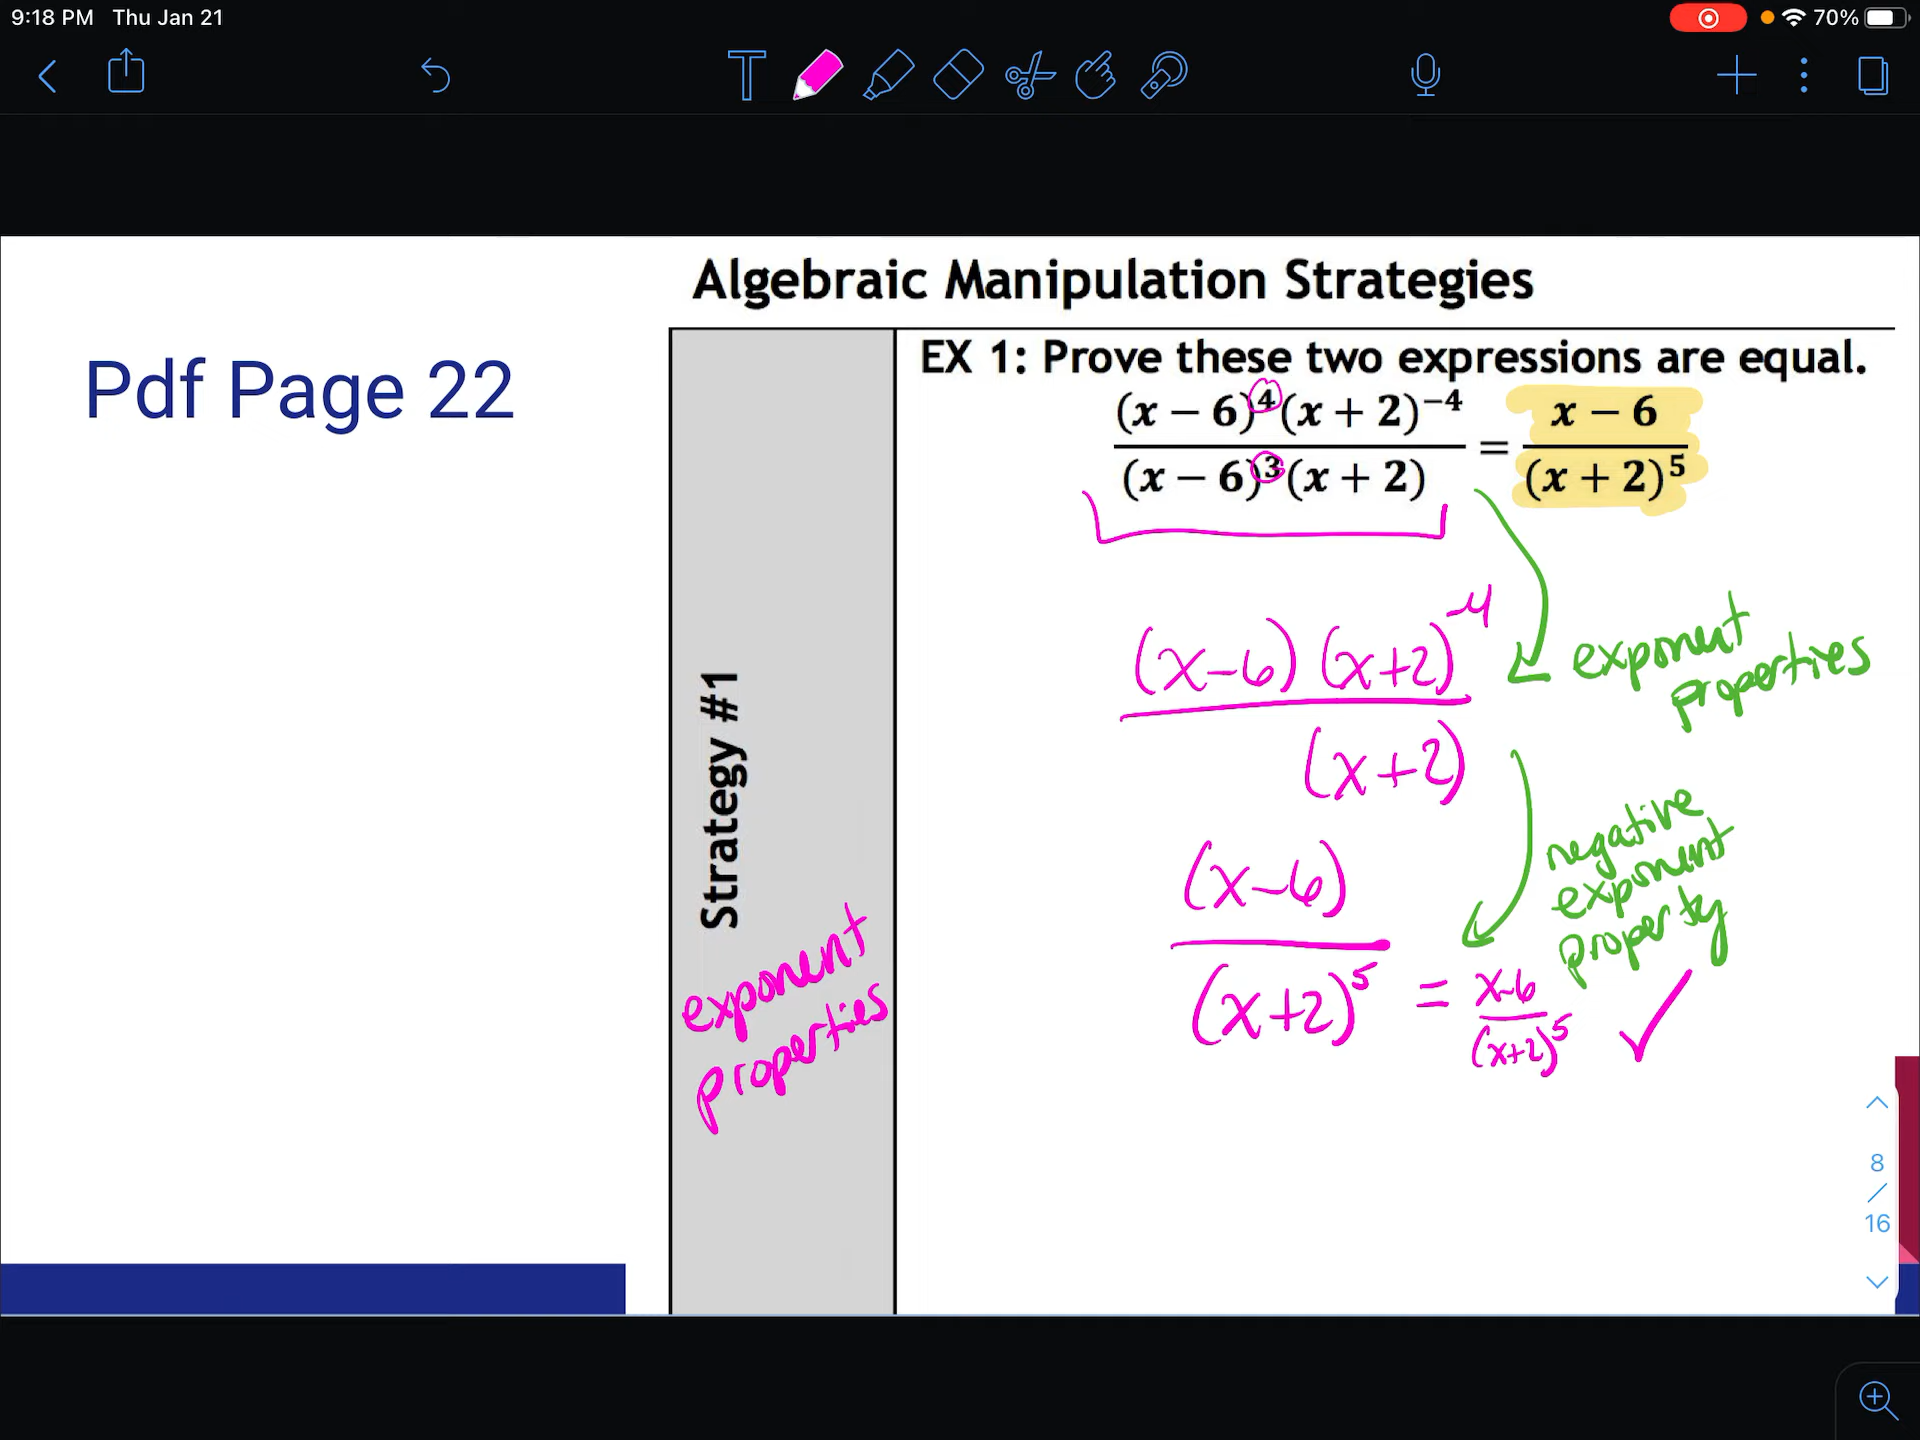 9:18 PM Thu Jan 21
70%
T
Algebraic Manipulation Strategies
Pdf Page 22
Strategy #1
exponent
properties
EX 1: Prove these two expressions are equal.
(x − 6)⁴(x + 2)⁻⁴ / (x − 6)³(x + 2) = x − 6 / (x + 2)⁵
(x-6) (x+2)⁻⁴
(x+2)
exponent
properties
negative
exponent
property
(x-6)
(x+2)⁵ = x-6 / (x+2)⁵ ✓
8
/
16